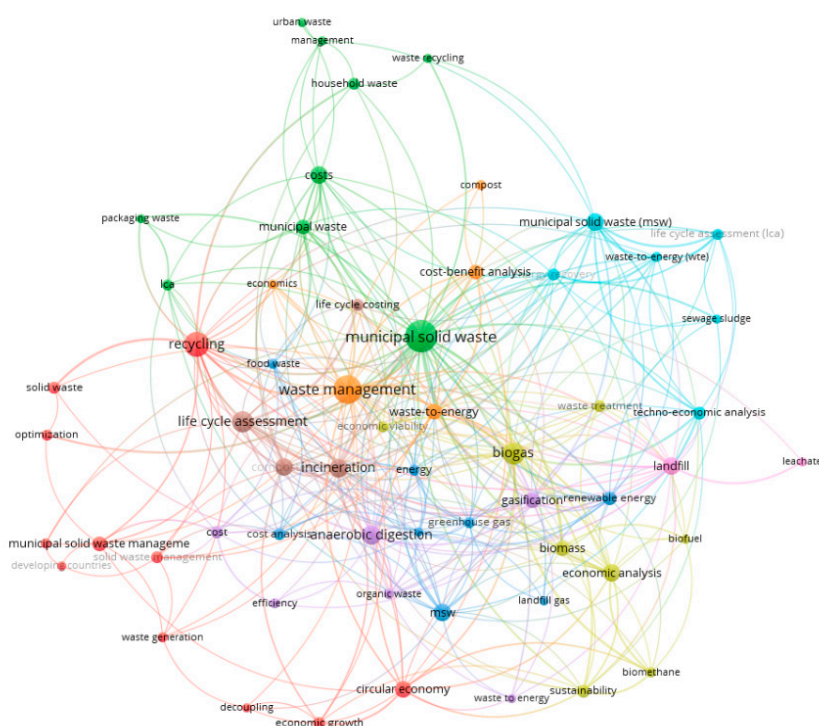 urban waste
management
waste recycling
household waste
costs
compost
packaging waste
municipal waste
municipal solid waste (msw)
life cycle assessment (lca)
waste-to-energy (wte)
cost-benefit analysis
lca
economics
life cycle costing
sewage sludge
municipal solid waste
recycling
food waste
solid waste
waste management
waste-to-energy
waste treatment
techno-economic analysis
life cycle assessment
economic viability
optimization
biogas
incineration
energy
landfill
leachate
gasification
renewable energy
greenhouse gas
cost
cost analysis
anaerobic digestion
biofuel
municipal solid waste manageme
solid waste management
biomass
developing countries
economic analysis
organic waste
efficiency
msw
landfill gas
waste generation
biomethane
circular economy
sustainability
waste to energy
decoupling
economic growth